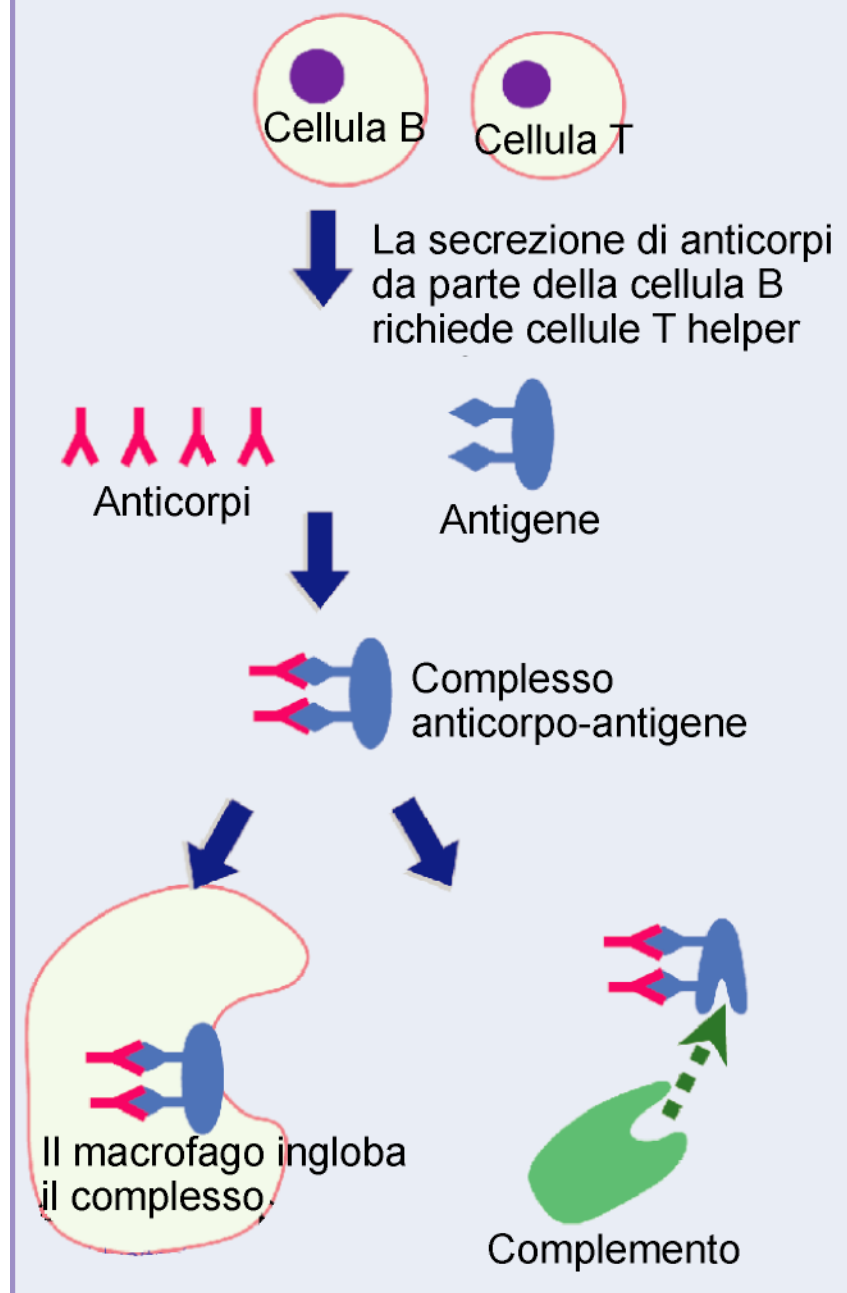 Cellula B
Cellula T
La secrezione di anticorpi
da parte della cellula B
richiede cellule T helper
Anticorpi
Antigene
Complesso
anticorpo-antigene
Il macrofago ingloba
il complesso
Complemento